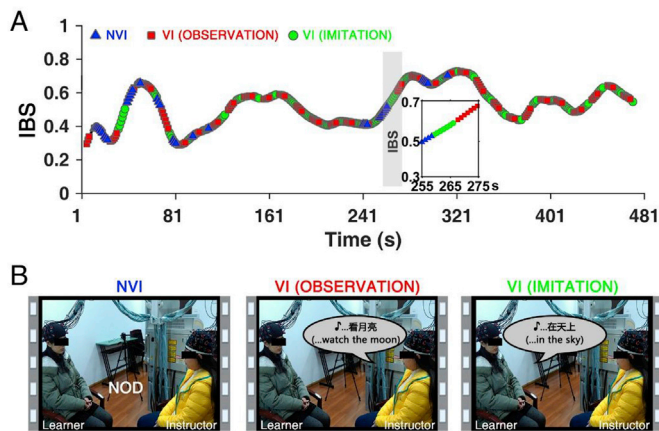 A
NVI VI (OBSERVATION) VI (IMITATION)
IBS
1
0.8
0.6
0.4
0.2
0
1 81 161 241 321 401 481
Time (s)
IBS
0.7
0.5
0.3
255 265 275 s
B
NVI VI (OBSERVATION) VI (IMITATION)
NOD
Learner Instructor
♪...看月亮
(...watch the moon)
Learner Instructor
♪...在天上
(...in the sky)
Learner Instructor